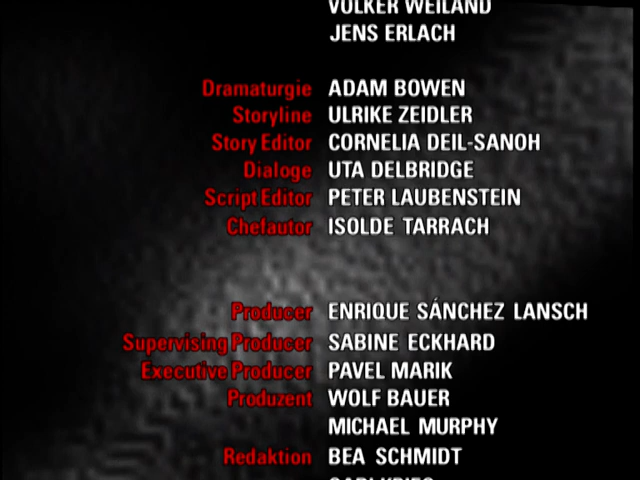 VOLKER WEILAND
JENS ERLACH
Dramaturgie ADAM BOWEN
Storyline ULRIKE ZEIDLER
Story Editor CORNELIA DEIL-SANOH
Dialoge UTA DELBRIDGE
Script Editor PETER LAUBENSTEIN
Chefautor ISOLDE TARRACH
Producer ENRIQUE SÁNCHEZ LANSCH
Supervising Producer SABINE ECKHARD
Executive Producer PAVEL MARIK
Produzent WOLF BAUER
MICHAEL MURPHY
Redaktion BEA SCHMIDT